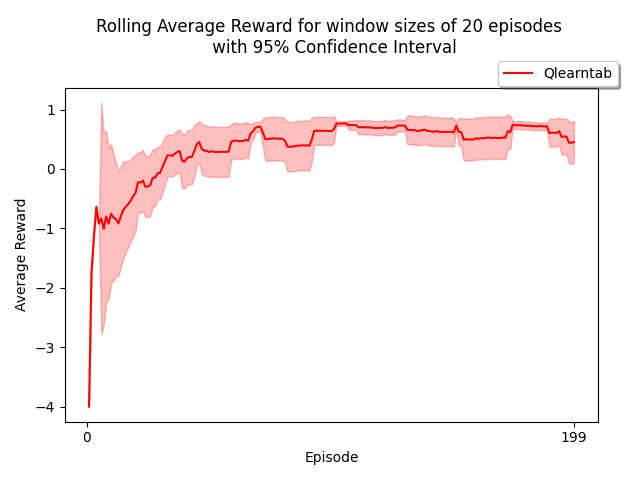 Rolling Average Reward for window sizes of 20 episodes
with 95% Confidence Interval
Qlearntab
1
0
−1
−2
−3
−4
Average Reward
0
199
Episode